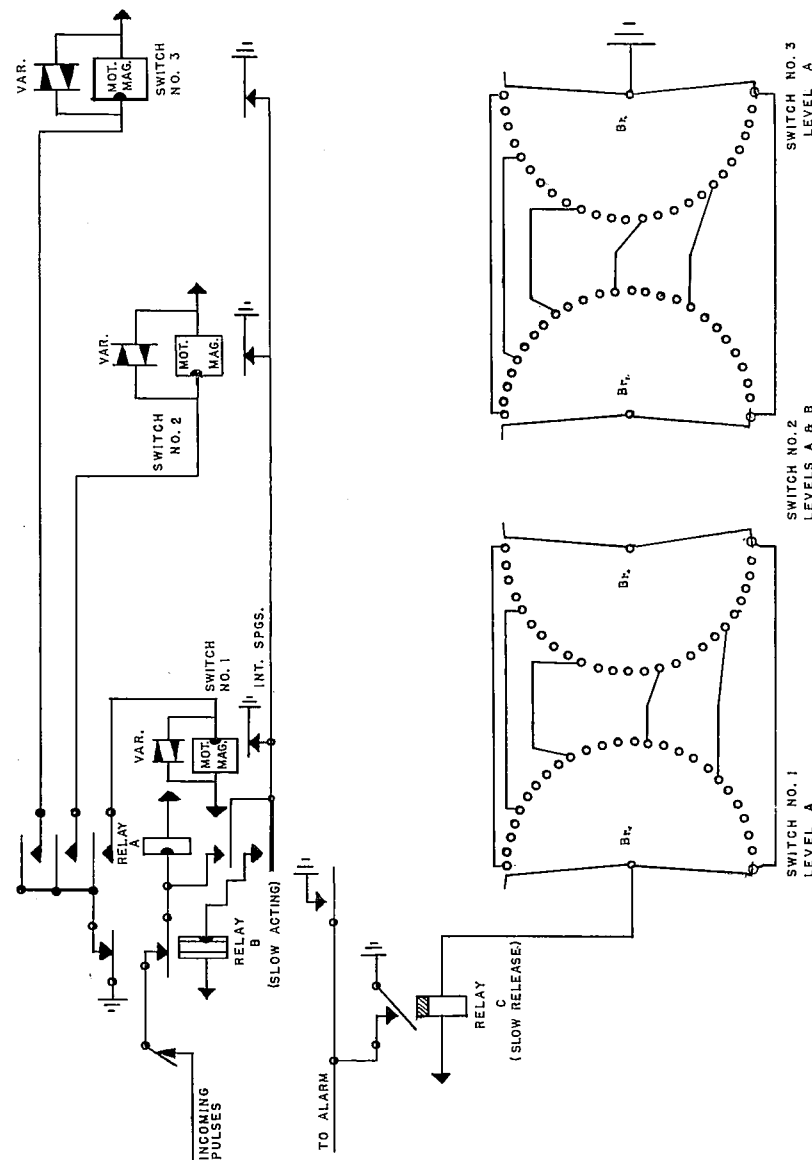 VAR.
MOT.
MAG.
SWITCH
NO. 3
VAR.
MOT.
MAG.
SWITCH
NO. 2
VAR.
MOT.
MAG.
SWITCH
NO. 1
INT. SPGS.
RELAY
A
RELAY
B
(SLOW ACTING)
INCOMING
PULSES
TO ALARM
RELAY
C
(SLOW RELEASE)
Br.
Br.
Br.
Br.
SWITCH NO. 1
LEVEL A
SWITCH NO. 2
LEVELS A & B
SWITCH NO. 3
LEVEL A